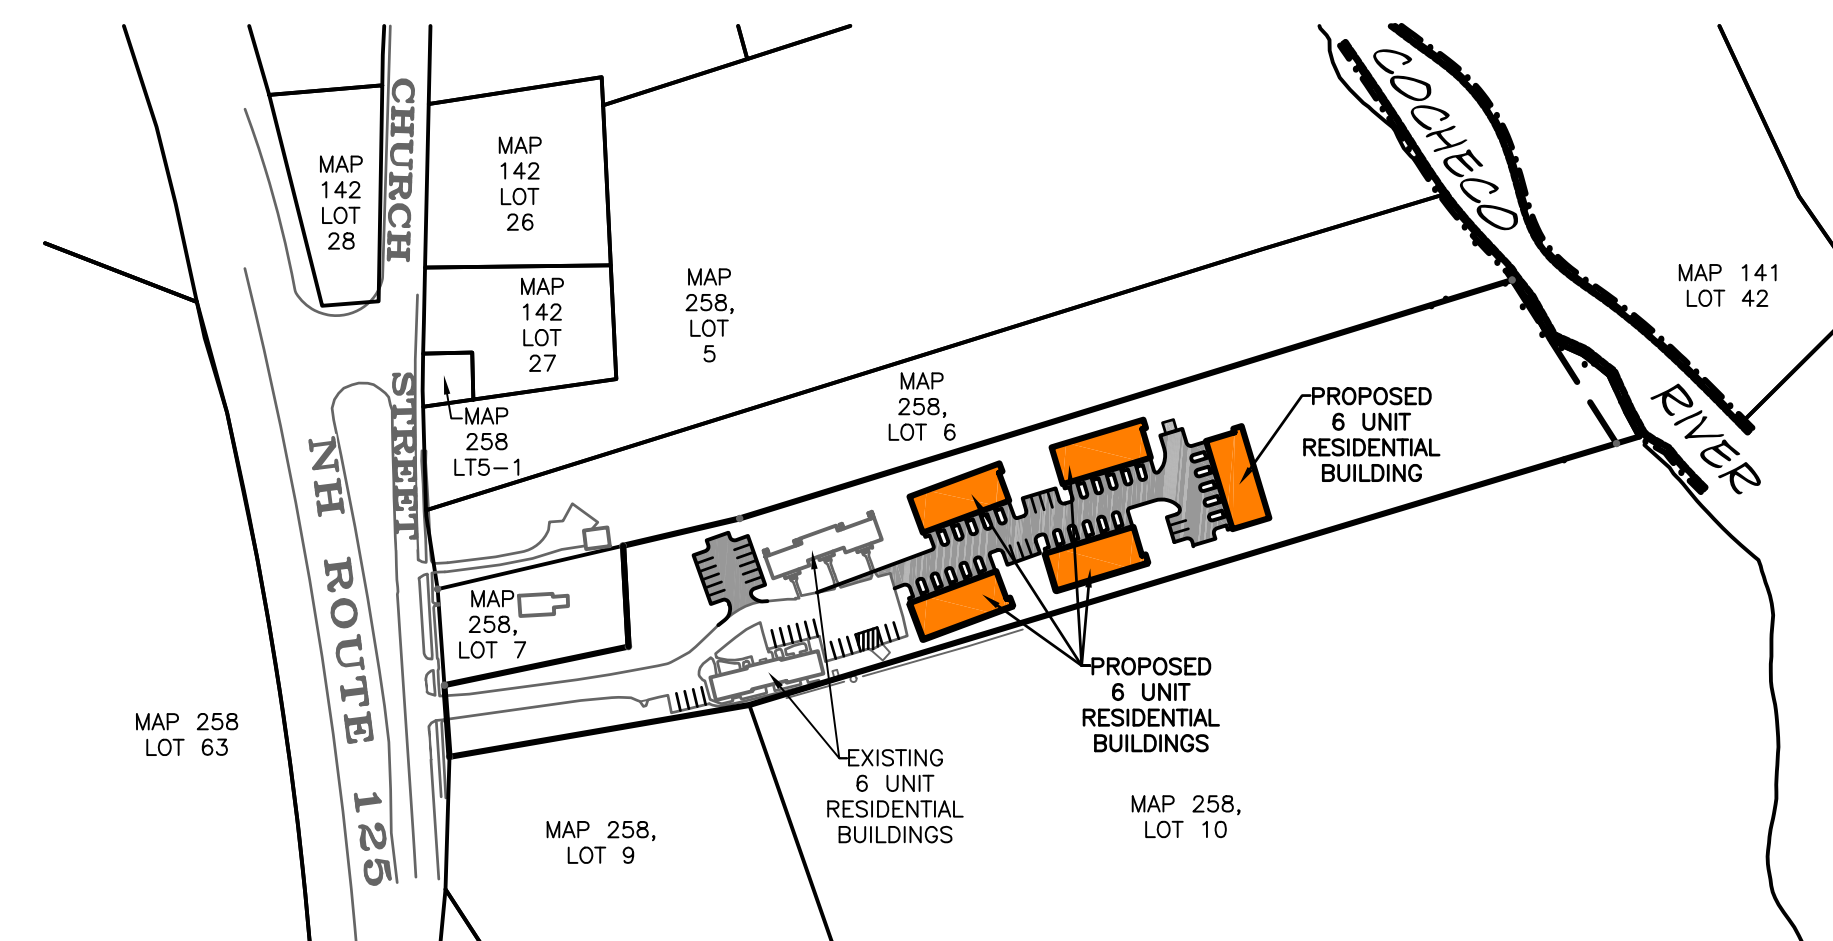 CHURCH
STREET
NH ROUTE 125
COCHECO
RIVER
MAP
142
LOT
28
MAP
142
LOT
26
MAP
142
LOT
27
MAP
258,
LOT
5
MAP
258
LT5-1
MAP
258,
LOT 6
MAP 141
LOT 42
PROPOSED
6 UNIT
RESIDENTIAL
BUILDING
MAP
258,
LOT 7
PROPOSED
6 UNIT
RESIDENTIAL
BUILDINGS
MAP 258
LOT 63
EXISTING
6 UNIT
RESIDENTIAL
BUILDINGS
MAP 258,
LOT 9
MAP 258,
LOT 10